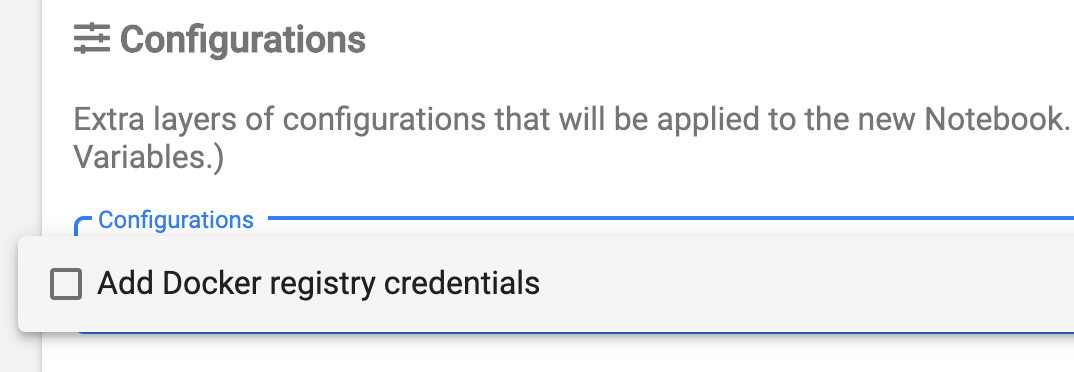 Configurations
Extra layers of configurations that will be applied to the new Notebook.
Variables.)
Configurations
Add Docker registry credentials